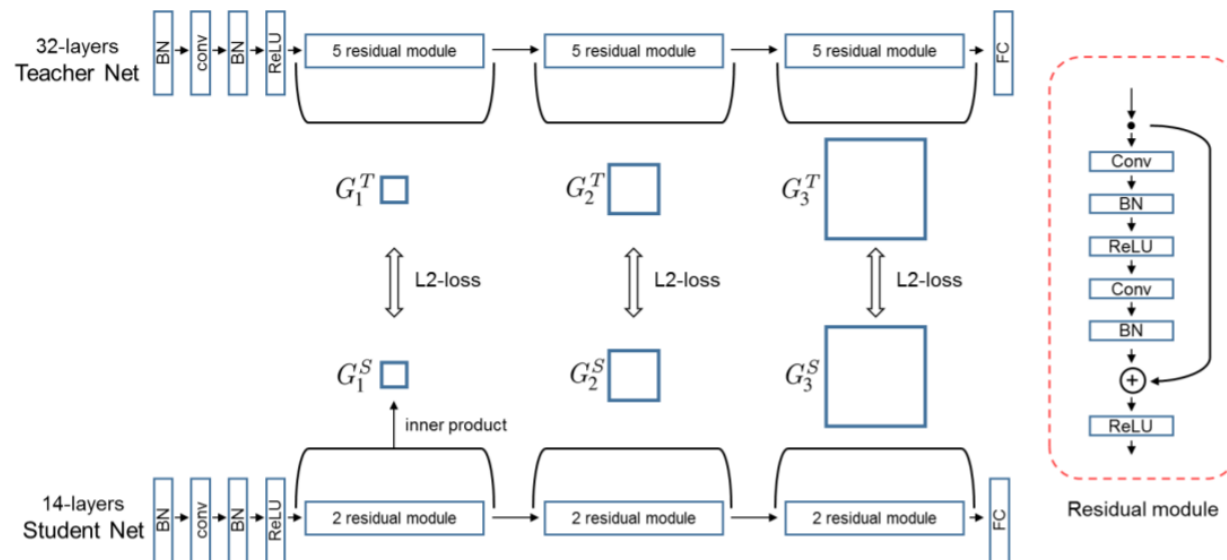 32-layers
Teacher Net
BN
conv
BN
ReLU
5 residual module
5 residual module
5 residual module
FC
G_1^T
G_2^T
G_3^T
L2-loss
L2-loss
L2-loss
G_1^S
G_2^S
G_3^S
inner product
14-layers
Student Net
BN
conv
BN
ReLU
2 residual module
2 residual module
2 residual module
FC
Conv
BN
ReLU
Conv
BN
+
ReLU
Residual module